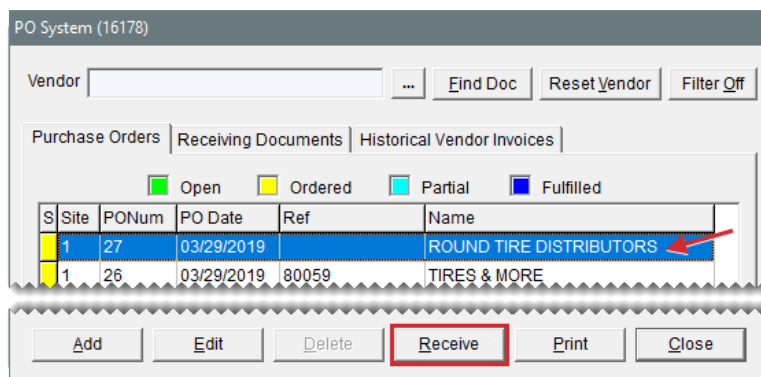 PO System (16178)
Vendor ... Find Doc Reset Vendor Filter Off
Purchase Orders Receiving Documents Historical Vendor Invoices
Open Ordered Partial Fulfilled
S Site PONum PO Date Ref Name
1 27 03/29/2019 ROUND TIRE DISTRIBUTORS
1 26 03/29/2019 80059 TIRES & MORE
Add Edit Delete Receive Print Close